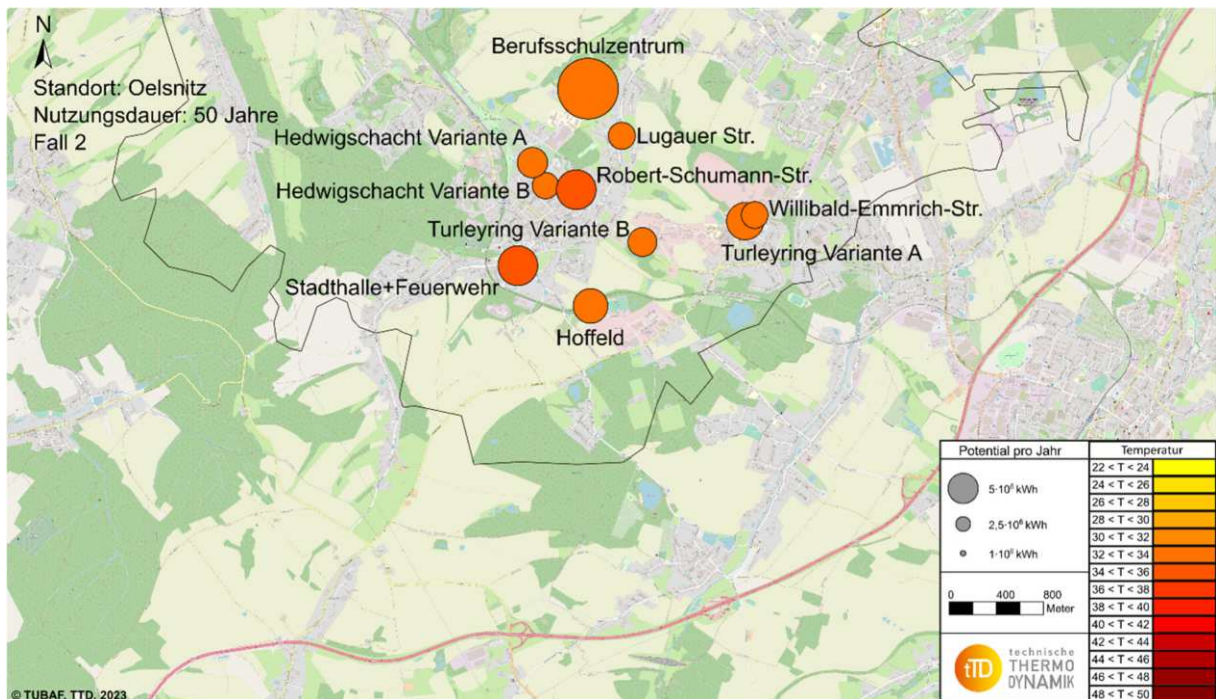 N
Standort: Oelsnitz
Nutzungsdauer: 50 Jahre
Fall 2
Berufsschulzentrum
Hedwigschacht Variante A
Lugauer Str.
Hedwigschacht Variante B
Robert-Schumann-Str.
Willibald-Emmrich-Str.
Turleyring Variante B
Turleyring Variante A
Stadthalle+Feuerwehr
Hoffeld
Potential pro Jahr
5·10⁶ kWh
2,5·10⁶ kWh
1·10⁶ kWh
0 400 800
Meter
technische
THERMO
DYNAMIK
tTD
Temperatur
22 < T < 24
24 < T < 26
26 < T < 28
28 < T < 30
30 < T < 32
32 < T < 34
34 < T < 36
36 < T < 38
38 < T < 40
40 < T < 42
42 < T < 44
44 < T < 46
46 < T < 48
48 < T < 50
© TUBAF, TTD, 2023